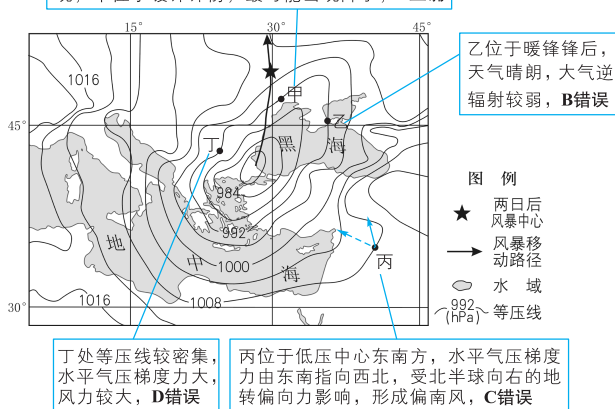 15°
30°
45°
1016
甲
乙
45°
丁
黑
海
984
992
地
中
海
1000
丙
1016
1008
30°
乙位于暖锋锋后，
天气晴朗，大气逆
辐射较弱，B错误
图 例
两日后
风暴中心
风暴移
动路径
水 域
992
(hPa)
等压线
丁处等压线较密集，
水平气压梯度力大，
风力较大，D错误
丙位于低压中心东南方，水平气压梯度
力由东南指向西北，受北半球向右的地
转偏向力影响，形成偏南风，C错误